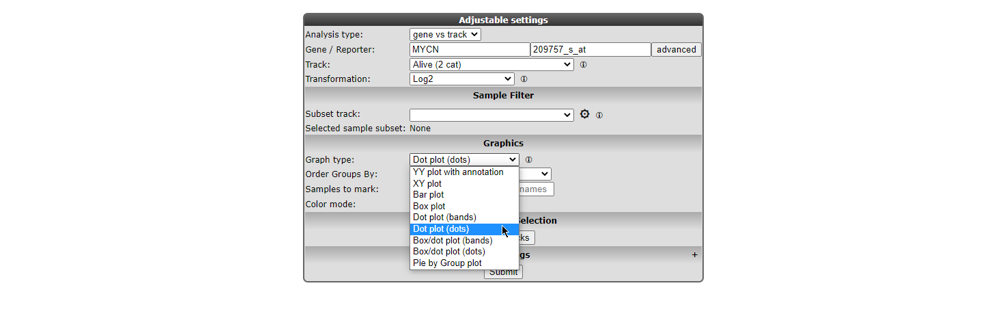 Adjustable settings
Analysis type: gene vs track
Gene / Reporter: MYCN 209757_s_at advanced
Track: Alive (2 cat)
Transformation: Log2
Sample Filter
Subset track:
Selected sample subset: None
Graphics
Graph type: Dot plot (dots)
YY plot with annotation
Order Groups By:
XY plot
Samples to mark: names
Bar plot
Color mode:
Box plot
Dot plot (bands)
Selection
Dot plot (dots)
cks
Box/dot plot (bands)
Box/dot plot (dots)
gs +
Pie by Group plot
Submit